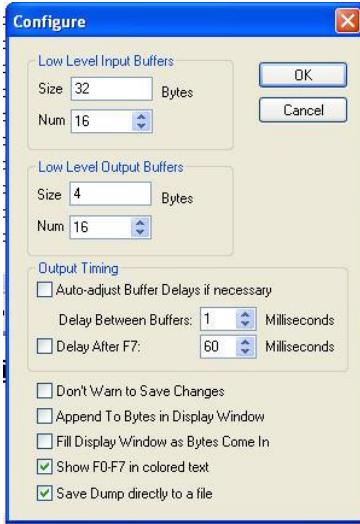 Configure
Low Level Input Buffers
Size 32 Bytes
Num 16
OK
Cancel
Low Level Output Buffers
Size 4 Bytes
Num 16
Output Timing
Auto-adjust Buffer Delays if necessary
Delay Between Buffers: 1 Milliseconds
Delay After F7: 60 Milliseconds
Don't Warn to Save Changes
Append To Bytes in Display Window
Fill Display Window as Bytes Come In
Show F0-F7 in colored text
Save Dump directly to a file